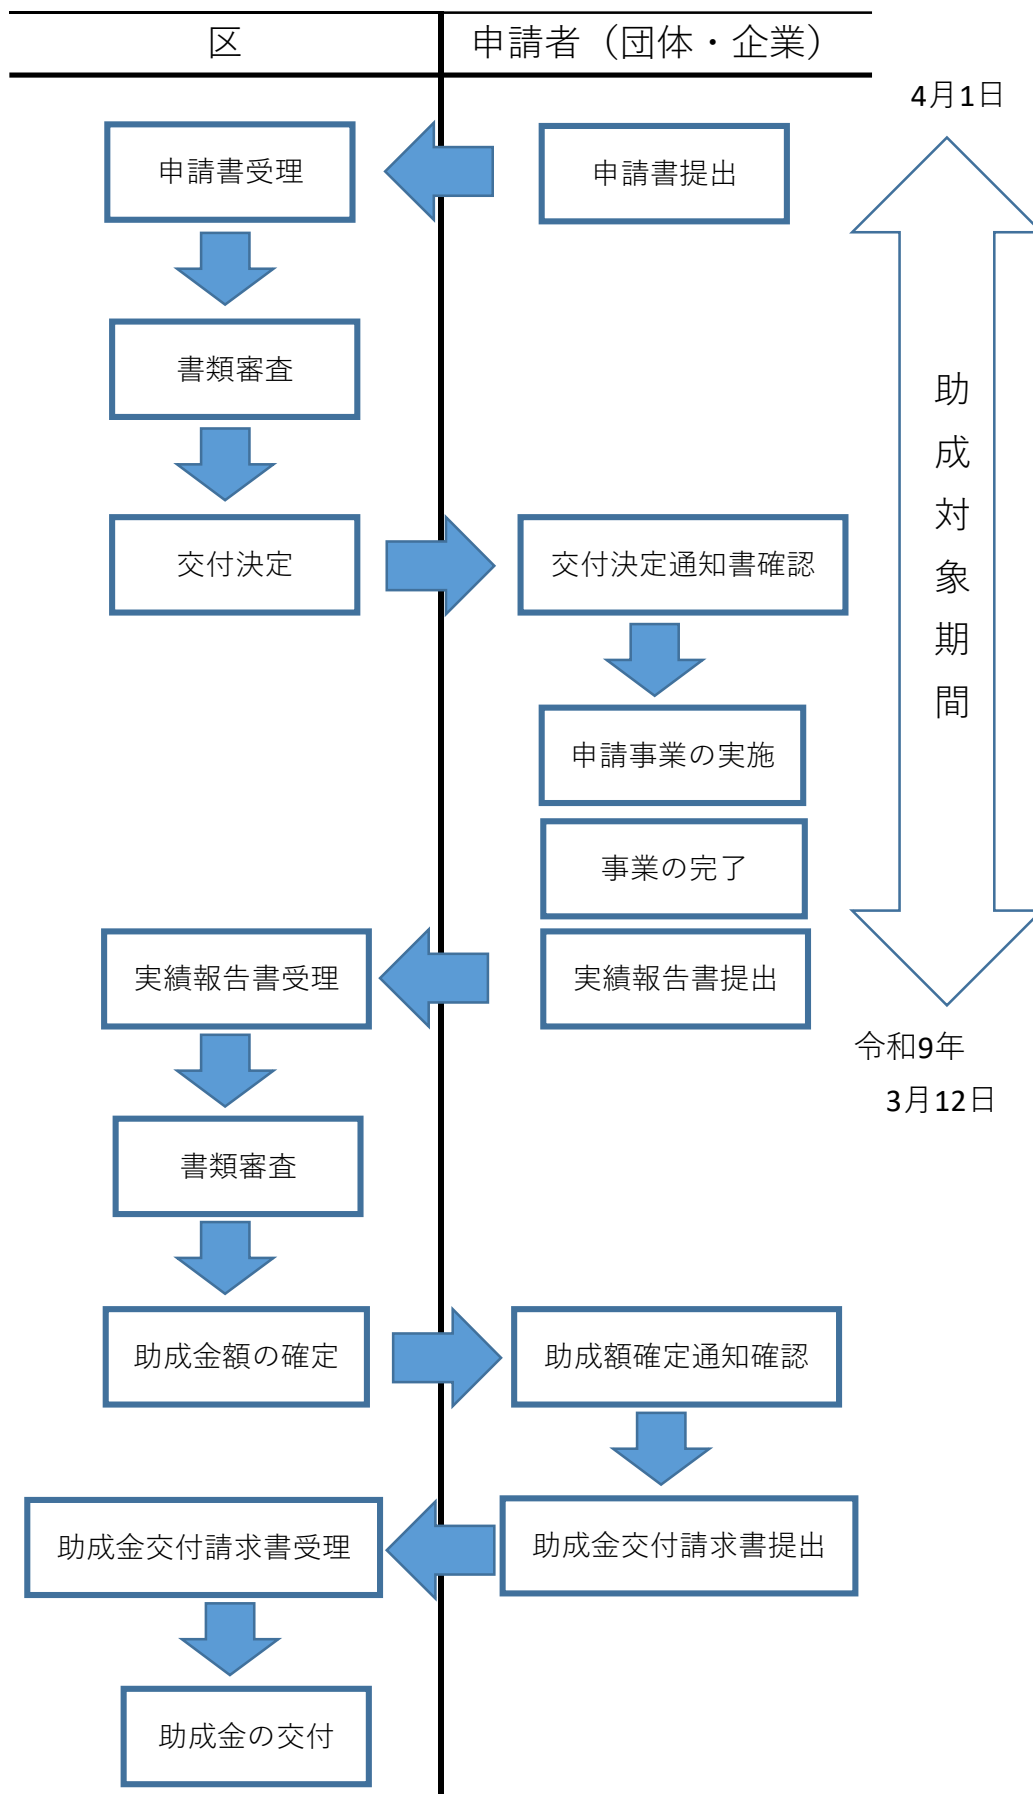 区
申請者（団体・企業）
4月1日
申請書受理
申請書提出
書類審査
交付決定
交付決定通知書確認
申請事業の実施
事業の完了
実績報告書受理
実績報告書提出
助成対象期間
令和9年
3月12日
書類審査
助成金額の確定
助成額確定通知確認
助成金交付請求書受理
助成金交付請求書提出
助成金の交付